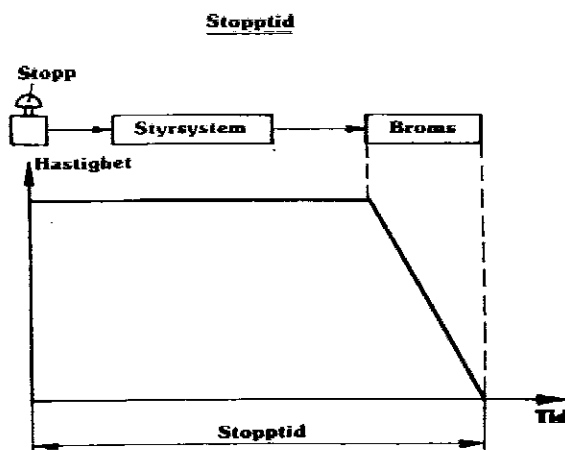 Stopptid
Stopp
Styrsystem
Broms
Hastighet
Tid
Stopptid